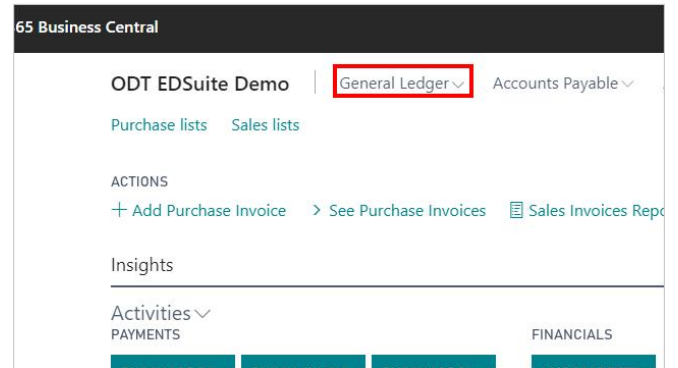 65 Business Central
ODT EDSuite Demo General Ledger Accounts Payable
Purchase lists Sales lists
ACTIONS
+ Add Purchase Invoice > See Purchase Invoices Sales Invoices Repo
Insights
Activities
PAYMENTS FINANCIALS